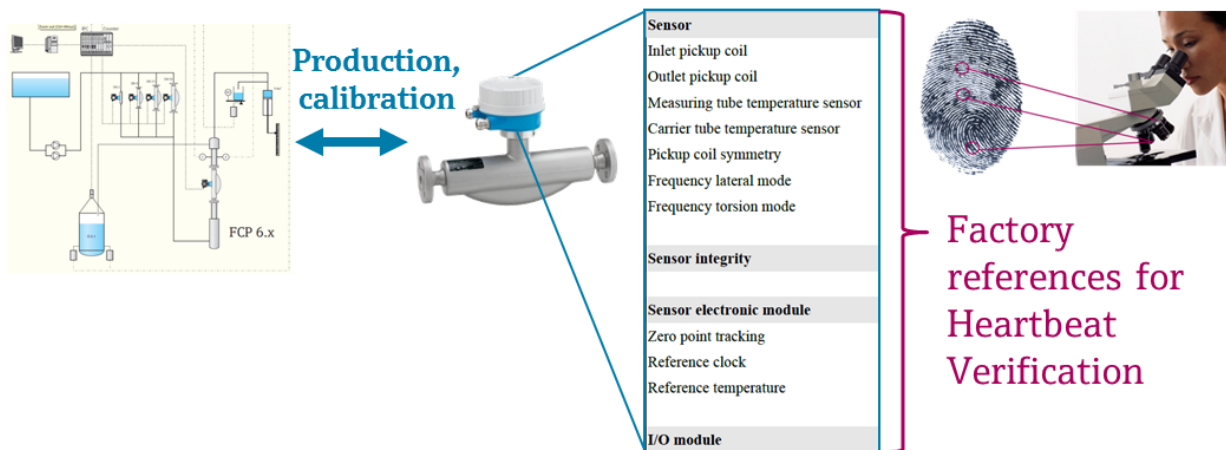 Production,
calibration
FCP 6.x
Sensor
Inlet pickup coil
Outlet pickup coil
Measuring tube temperature sensor
Carrier tube temperature sensor
Pickup coil symmetry
Frequency lateral mode
Frequency torsion mode
Sensor integrity
Sensor electronic module
Zero point tracking
Reference clock
Reference temperature
I/O module
Factory
references for
Heartbeat
Verification